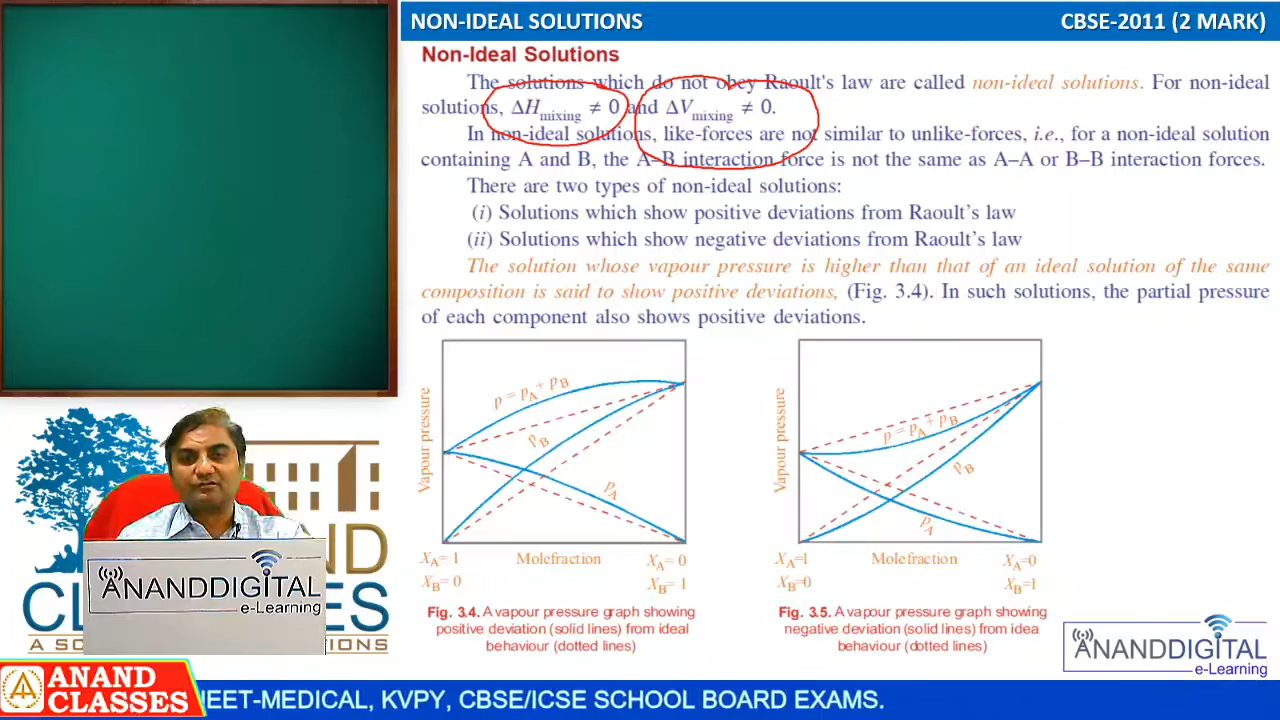 NON-IDEAL SOLUTIONS
CBSE-2011 (2 MARK)
Non-Ideal Solutions
The solutions which do not obey Raoult's law are called non-ideal solutions. For non-ideal
solutions, ΔHmixing ≠ 0 and ΔVmixing ≠ 0.
In non-ideal solutions, like-forces are not similar to unlike-forces, i.e., for a non-ideal solution
containing A and B, the A–B interaction force is not the same as A–A or B–B interaction forces.
There are two types of non-ideal solutions:
(i) Solutions which show positive deviations from Raoult's law
(ii) Solutions which show negative deviations from Raoult's law
The solution whose vapour pressure is higher than that of an ideal solution of the same
composition is said to show positive deviations, (Fig. 3.4). In such solutions, the partial pressure
of each component also shows positive deviations.
Vapour pressure
p = pA + pB
pB
pA
XA= 1
Molefraction
XA= 0
XB= 0
XB= 1
Fig. 3.4. A vapour pressure graph showing
positive deviation (solid lines) from ideal
behaviour (dotted lines)
Vapour pressure
p = pA + pB
pB
pA
XA=1
Molefraction
XA=0
XB=0
XB=1
Fig. 3.5. A vapour pressure graph showing
negative deviation (solid lines) from idea
behaviour (dotted lines)
ANANDDIGITAL
e-Learning
ANANDDIGITAL
e-Learning
ANAND
CLASSES
NEET-MEDICAL, KVPY, CBSE/ICSE SCHOOL BOARD EXAMS.